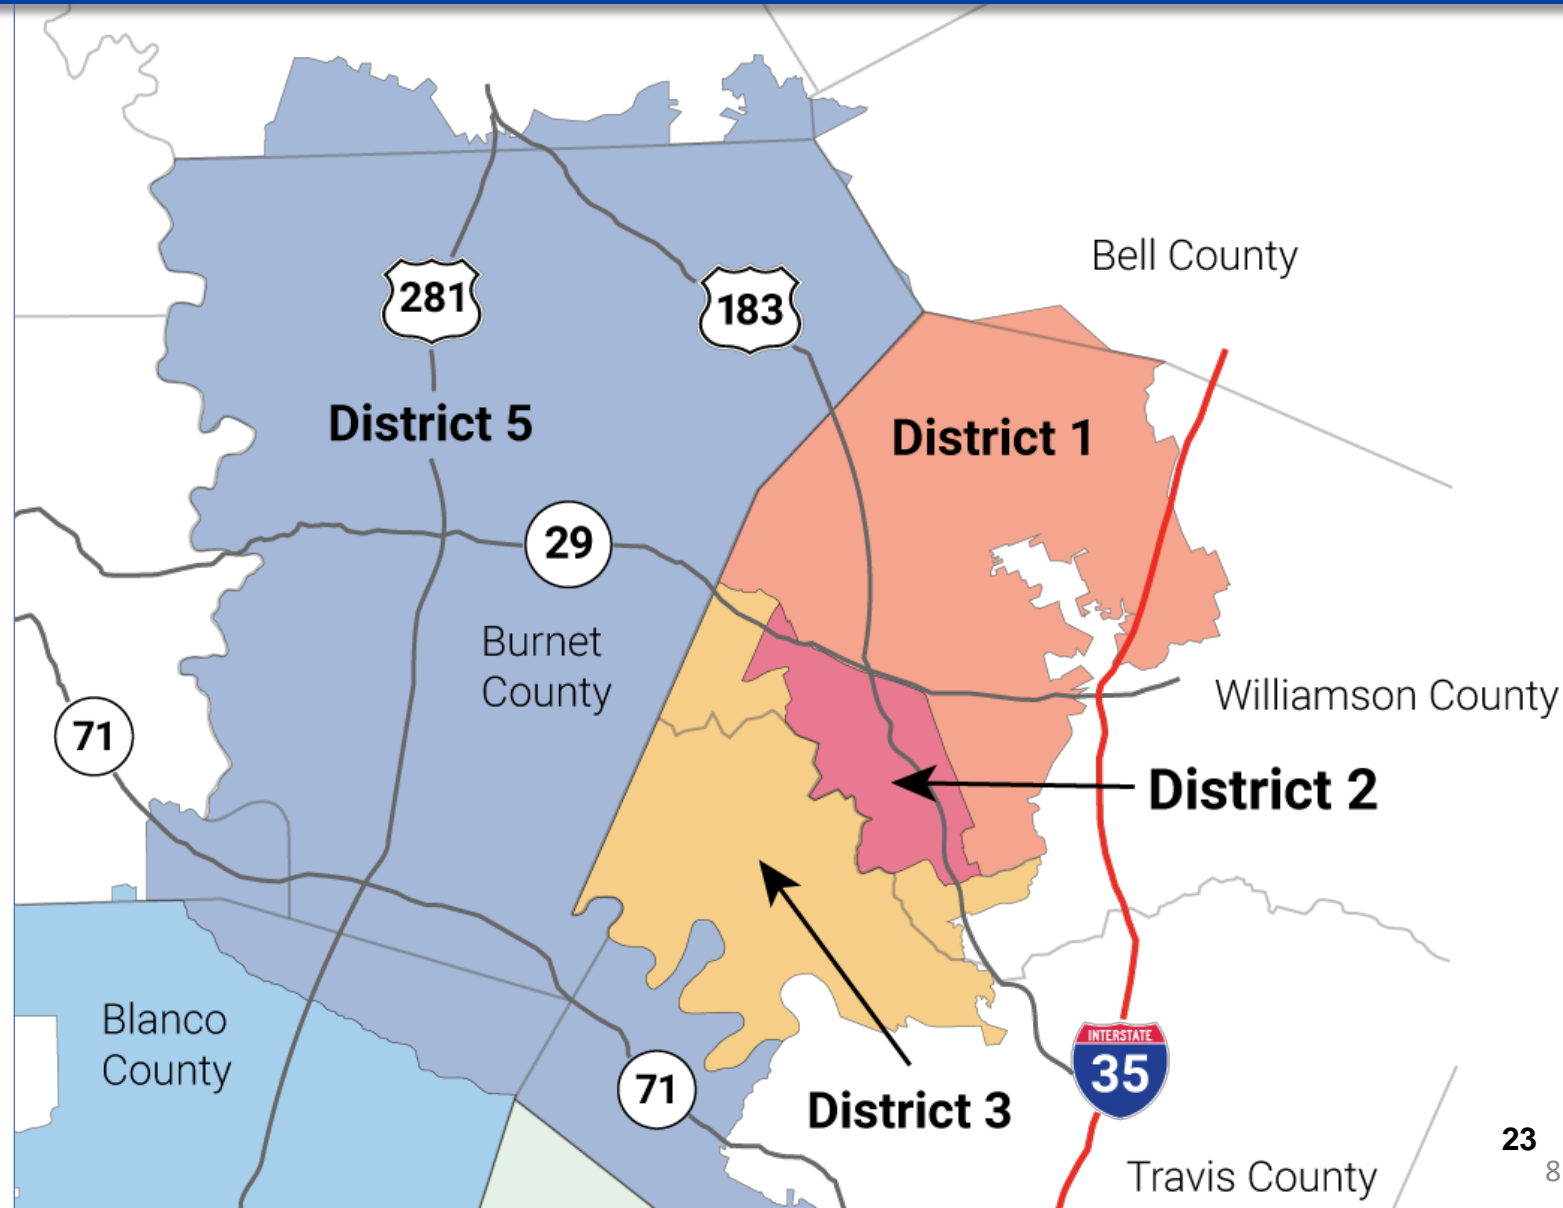 Bell County
281
183
District 5
District 1
29
Burnet
County
Williamson County
71
District 2
Blanco
County
INTERSTATE
35
71
District 3
23
8
Travis County